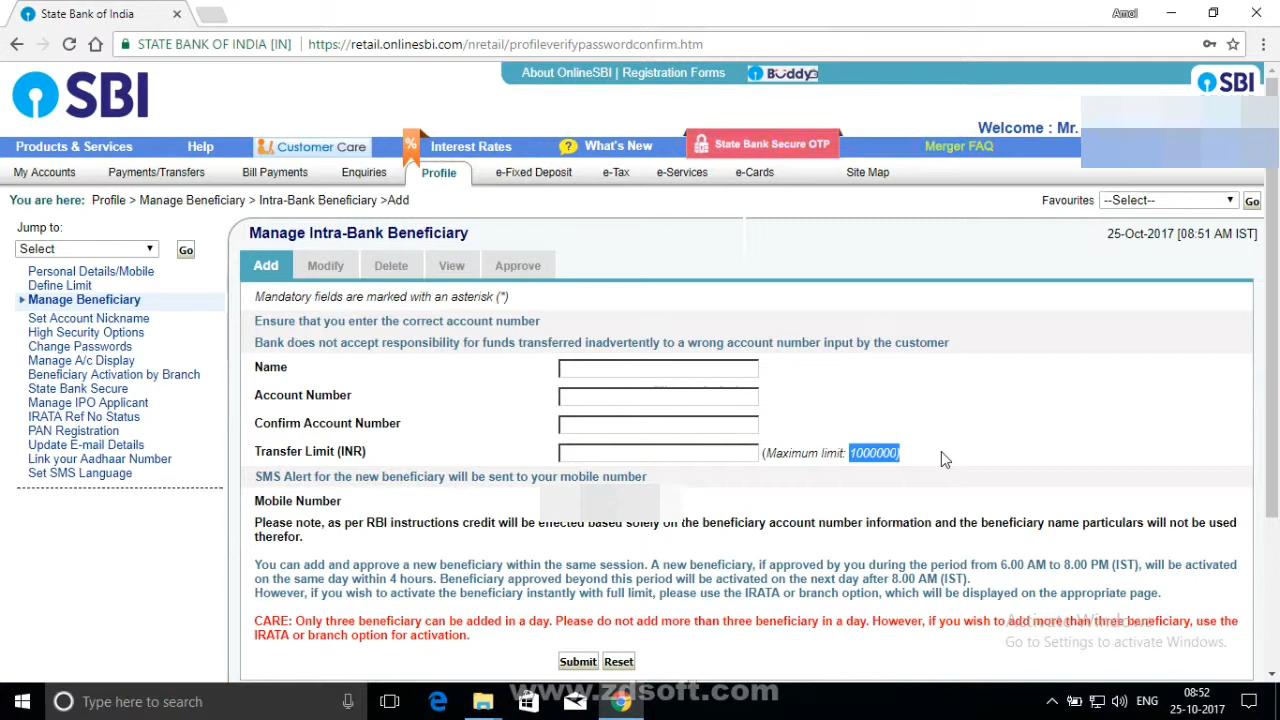 State Bank of India
Amol
STATE BANK OF INDIA [IN] https://retail.onlinesbi.com/nretail/profileverifypasswordconfirm.htm
About OnlineSBI | Registration Forms Buddy
SBI
SBI
Welcome : Mr.
Products & Services Help Customer Care % Interest Rates What's New State Bank Secure OTP Merger FAQ
My Accounts Payments/Transfers Bill Payments Enquiries Profile e-Fixed Deposit e-Tax e-Services e-Cards Site Map
You are here: Profile > Manage Beneficiary > Intra-Bank Beneficiary >Add Favourites --Select-- Go
Jump to:
Select Go
Personal Details/Mobile
Define Limit
Manage Beneficiary
Set Account Nickname
High Security Options
Change Passwords
Manage A/c Display
Beneficiary Activation by Branch
State Bank Secure
Manage IPO Applicant
IRATA Ref No Status
PAN Registration
Update E-mail Details
Link your Aadhaar Number
Set SMS Language
Manage Intra-Bank Beneficiary 25-Oct-2017 [08:51 AM IST]
Add Modify Delete View Approve
Mandatory fields are marked with an asterisk (*)
Ensure that you enter the correct account number
Bank does not accept responsibility for funds transferred inadvertently to a wrong account number input by the customer
Name
Account Number
Confirm Account Number
Transfer Limit (INR) (Maximum limit: 1000000)
SMS Alert for the new beneficiary will be sent to your mobile number
Mobile Number
Please note, as per RBI instructions credit will be effected based solely on the beneficiary account number information and the beneficiary name particulars will not be used
therefor.
You can add and approve a new beneficiary within the same session. A new beneficiary, if approved by you during the period from 6.00 AM to 8.00 PM (IST), will be activated
on the same day within 4 hours. Beneficiary approved beyond this period will be activated on the next day after 8.00 AM (IST).
However, if you wish to activate the beneficiary instantly with full limit, please use the IRATA or branch option, which will be displayed on the appropriate page.
CARE: Only three beneficiary can be added in a day. Please do not add more than three beneficiary in a day. However, if you wish to add more than third beneficiary, use the
IRATA or branch option for activation.
Activate Windows
Go to Settings to activate Windows.
Submit Reset
www.zdsoft.com
Type here to search
ENG
08:52
25-10-2017